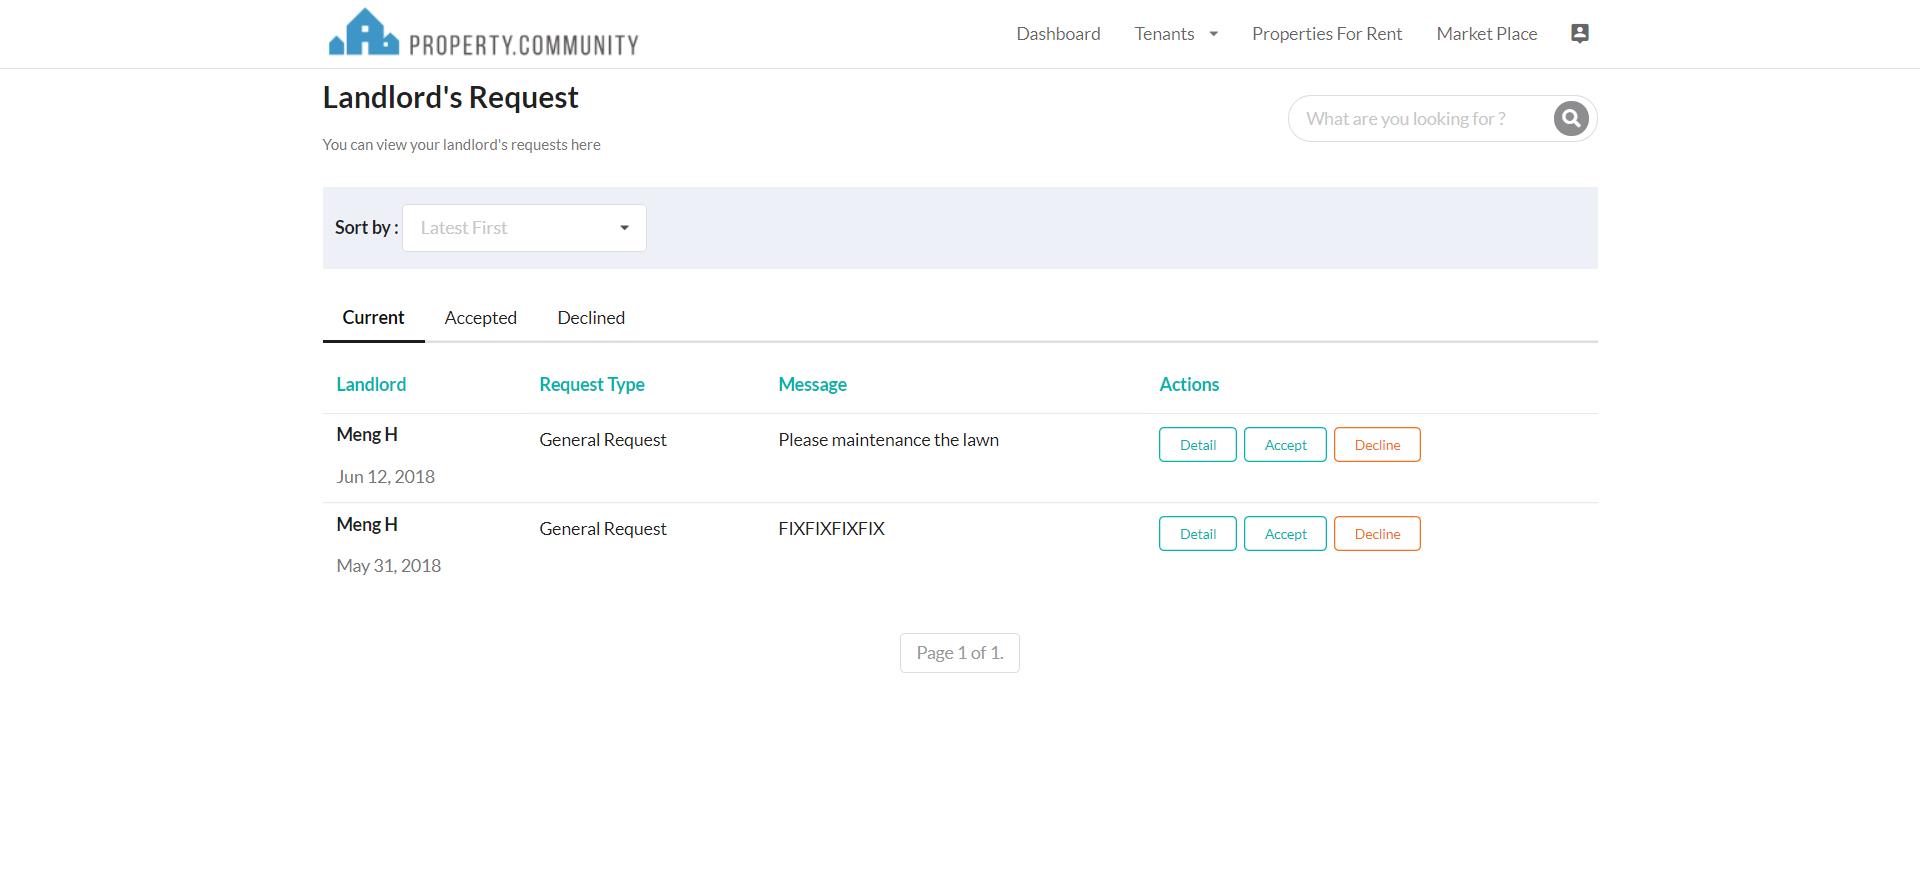 PROPERTY.COMMUNITY
Dashboard Tenants Properties For Rent Market Place
Landlord's Request
What are you looking for ?
You can view your landlord's requests here
Sort by : Latest First
Current Accepted Declined
Landlord Request Type Message Actions
Meng H General Request Please maintenance the lawn Detail Accept Decline
Jun 12, 2018
Meng H General Request FIXFIXFIXFIX Detail Accept Decline
May 31, 2018
Page 1 of 1.